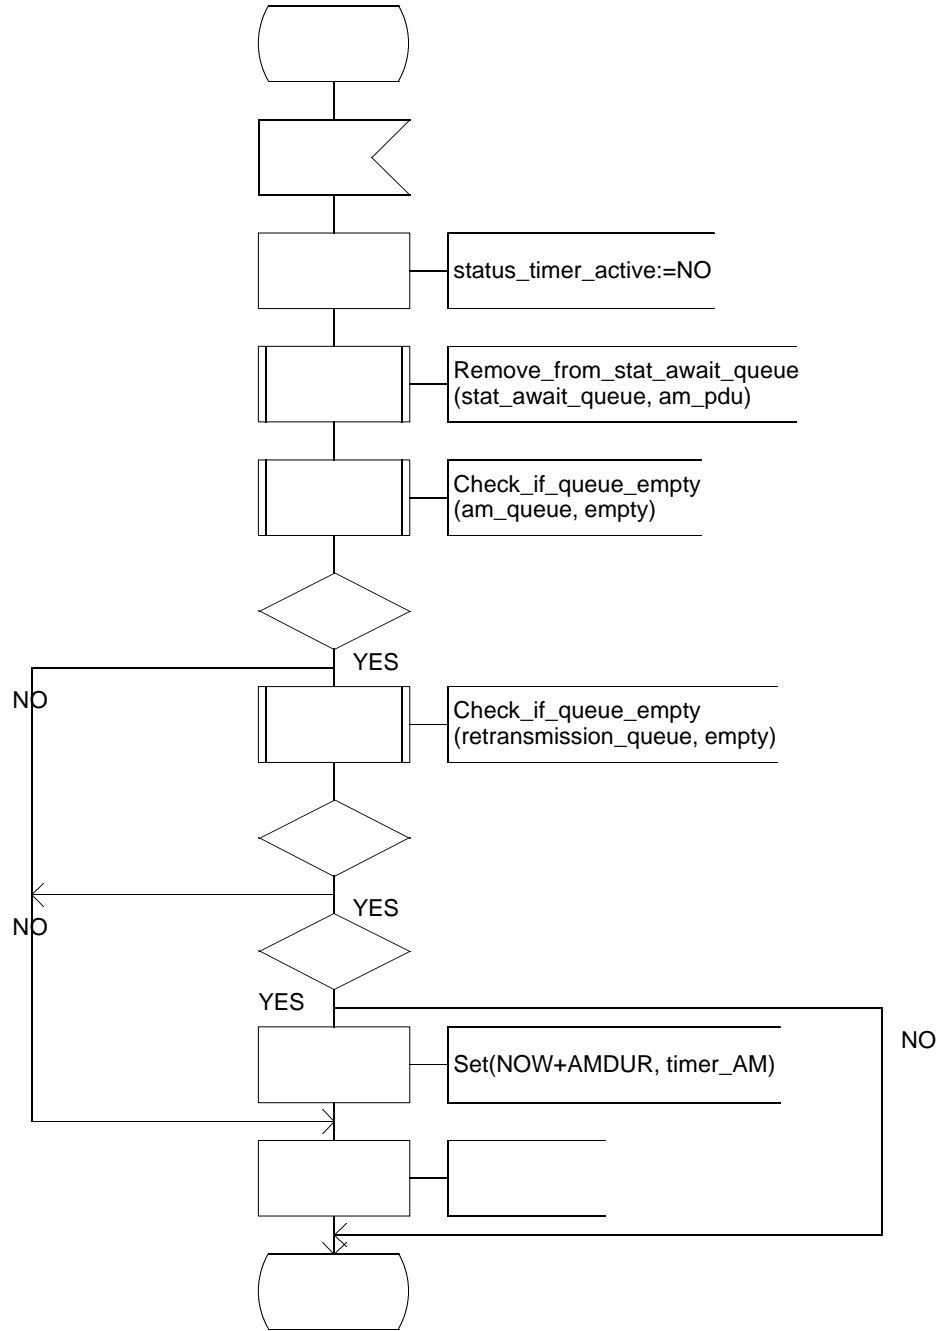 status_timer_active:=NO
Remove_from_stat_await_queue
(stat_await_queue, am_pdu)
Check_if_queue_empty
(am_queue, empty)
YES
NO
Check_if_queue_empty
(retransmission_queue, empty)
YES
NO
YES
NO
Set(NOW+AMDUR, timer_AM)